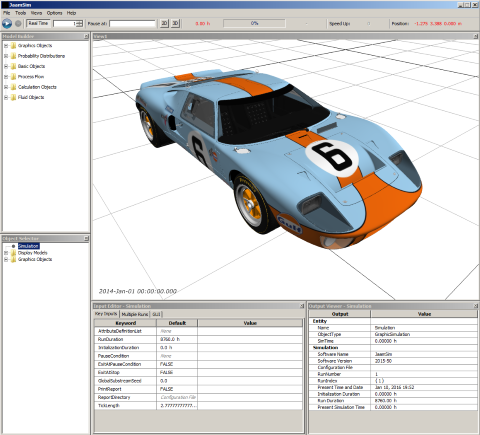 JaamSim
File Tools Views Options Help
Real Time 1 Pause at: 2D 3D 0.00 h 0% Speed Up: Position: -1.275 3.388 0.000 m
Model Builder
Graphics Objects
Probability Distributions
Basic Objects
Process Flow
Calculation Objects
Fluid Objects
View1
6
6
2014-Jan-01 00:00:00.000
Object Selector
Simulation
Display Models
Graphics Objects
Input Editor - Simulation
Key Inputs Multiple Runs GUI
Keyword Default Value
AttributeDefinitionList None
RunDuration 8760.0 h
InitializationDuration 0.0 h
PauseCondition None
ExitAtPauseCondition FALSE
ExitAtStop FALSE
GlobalSubstreamSeed 0.0
PrintReport FALSE
ReportDirectory Configuration File
TickLength 2.7777777777...
Output Viewer - Simulation
Output Value
Entity
Name Simulation
ObjectType GraphicSimulation
SimTime 0.00000 h
Simulation
Software Name JaamSim
Software Version 2015-50
Configuration File
RunNumber 1
RunIndex { 1 }
Present Time and Date Jan 10, 2016 19:52
Initialization Duration 0.00000 h
Run Duration 8760.00 h
Present Simulation Time 0.00000 h